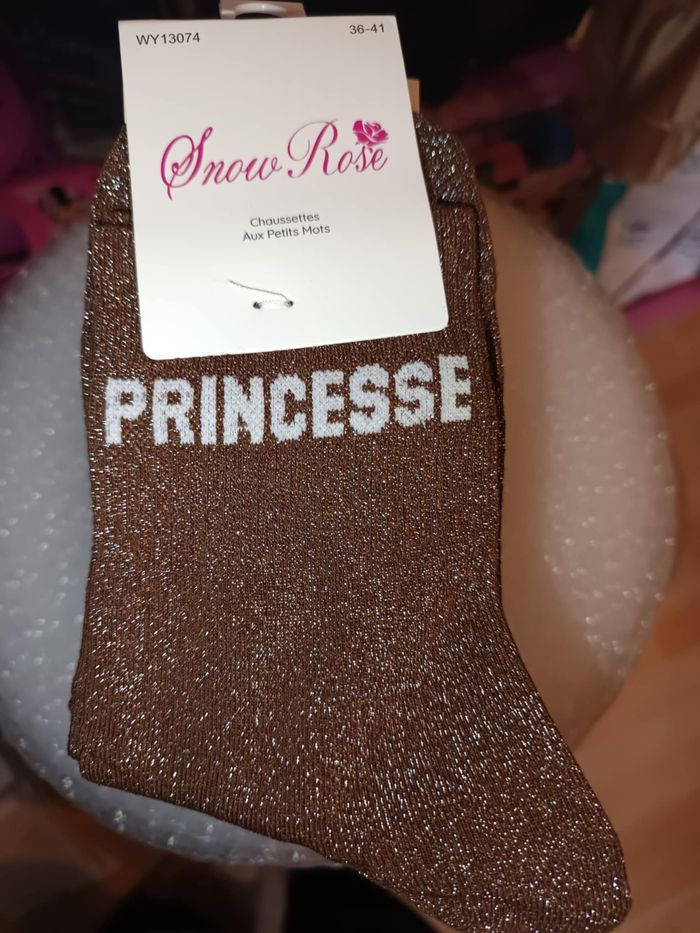 WY13074 36-41
Snow Rose
Chaussettes
Aux Petits Mots
PRINCESSE